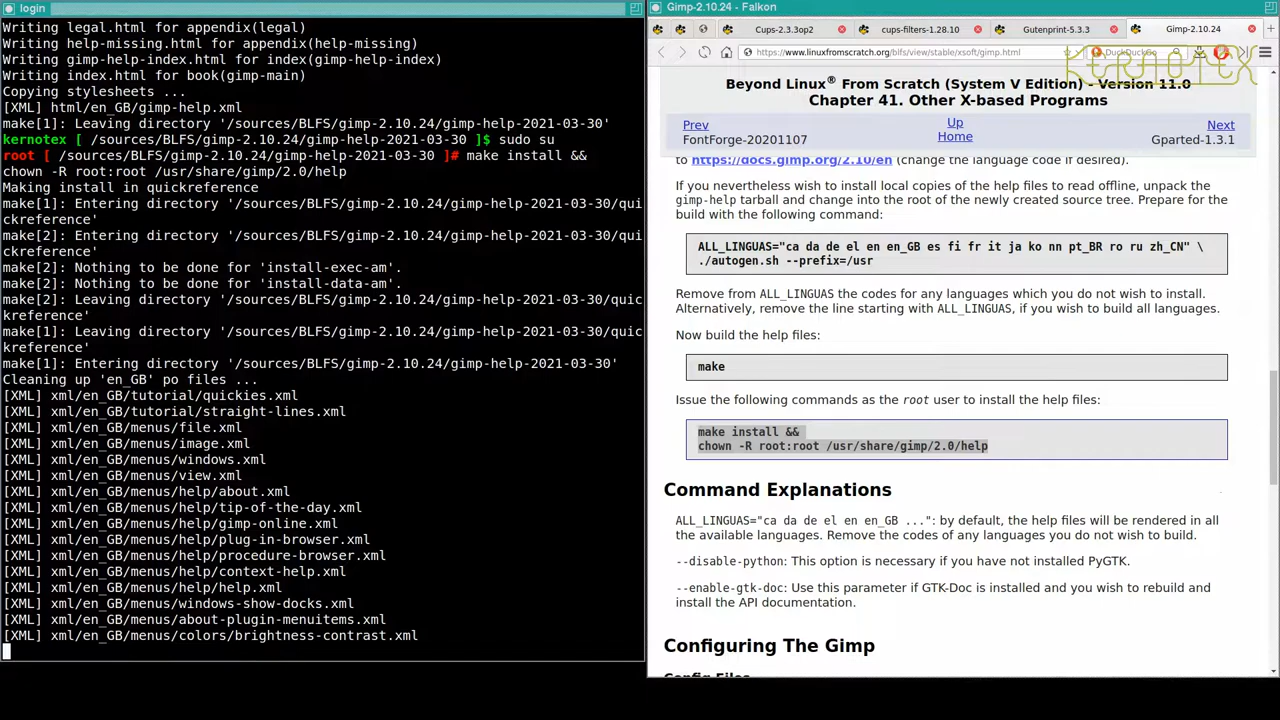 login
Writing legal.html for appendix(legal)
Writing help-missing.html for appendix(help-missing)
Writing gimp-help-index.html for index(gimp-help-index)
Writing index.html for book(gimp-main)
Copying stylesheets ...
[XML] html/en_GB/gimp-help.xml
make[1]: Leaving directory '/sources/BLFS/gimp-2.10.24/gimp-help-2021-03-30'
kernotex [ /sources/BLFS/gimp-2.10.24/gimp-help-2021-03-30 ]$ sudo su
root [ /sources/BLFS/gimp-2.10.24/gimp-help-2021-03-30 ]# make install &&
chown -R root:root /usr/share/gimp/2.0/help
Making install in quickreference
make[1]: Entering directory '/sources/BLFS/gimp-2.10.24/gimp-help-2021-03-30/qui
ckreference'
make[2]: Entering directory '/sources/BLFS/gimp-2.10.24/gimp-help-2021-03-30/qui
ckreference'
make[2]: Nothing to be done for 'install-exec-am'.
make[2]: Nothing to be done for 'install-data-am'.
make[2]: Leaving directory '/sources/BLFS/gimp-2.10.24/gimp-help-2021-03-30/quic
kreference'
make[1]: Leaving directory '/sources/BLFS/gimp-2.10.24/gimp-help-2021-03-30/quic
kreference'
make[1]: Entering directory '/sources/BLFS/gimp-2.10.24/gimp-help-2021-03-30'
Cleaning up 'en_GB' po files ...
[XML] xml/en_GB/tutorial/quickies.xml
[XML] xml/en_GB/tutorial/straight-lines.xml
[XML] xml/en_GB/menus/file.xml
[XML] xml/en_GB/menus/image.xml
[XML] xml/en_GB/menus/windows.xml
[XML] xml/en_GB/menus/view.xml
[XML] xml/en_GB/menus/help/about.xml
[XML] xml/en_GB/menus/help/tip-of-the-day.xml
[XML] xml/en_GB/menus/help/gimp-online.xml
[XML] xml/en_GB/menus/help/plug-in-browser.xml
[XML] xml/en_GB/menus/help/procedure-browser.xml
[XML] xml/en_GB/menus/help/context-help.xml
[XML] xml/en_GB/menus/help/help.xml
[XML] xml/en_GB/menus/windows-show-docks.xml
[XML] xml/en_GB/menus/about-plugin-menuitems.xml
[XML] xml/en_GB/menus/colors/brightness-contrast.xml
Gimp-2.10.24 - Falkon
Cups-2.3.3op2
cups-filters-1.28.10
Gutenprint-5.3.3
Gimp-2.10.24
https://www.linuxfromscratch.org/blfs/view/stable/xsoft/gimp.html
DuckDuckGo
KERNOTEX
Beyond Linux® From Scratch (System V Edition) - Version 11.0
Chapter 41. Other X-based Programs
Prev
Up
Next
FontForge-20201107
Home
Gparted-1.3.1
to https://docs.gimp.org/2.10/en (change the language code if desired).
If you nevertheless wish to install local copies of the help files to read offline, unpack the
gimp-help tarball and change into the root of the newly created source tree. Prepare for the
build with the following command:
ALL_LINGUAS="ca da de el en en_GB es fi fr it ja ko nn pt_BR ro ru zh_CN" \
./autogen.sh --prefix=/usr
Remove from ALL_LINGUAS the codes for any languages which you do not wish to install.
Alternatively, remove the line starting with ALL_LINGUAS, if you wish to build all languages.
Now build the help files:
make
Issue the following commands as the root user to install the help files:
make install &&
chown -R root:root /usr/share/gimp/2.0/help
Command Explanations
ALL_LINGUAS="ca da de el en en_GB ...": by default, the help files will be rendered in all
the available languages. Remove the codes of any languages you do not wish to build.
--disable-python: This option is necessary if you have not installed PyGTK.
--enable-gtk-doc: Use this parameter if GTK-Doc is installed and you wish to rebuild and
install the API documentation.
Configuring The Gimp
Config Files